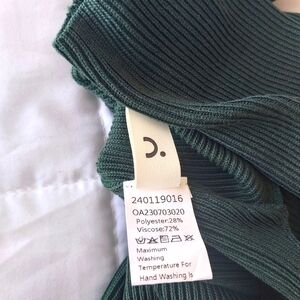 C.
240119016
OA230703020
Polyester:28%
Viscose:72%
Maximum
Washing
Temperature For
Hand Washing Is